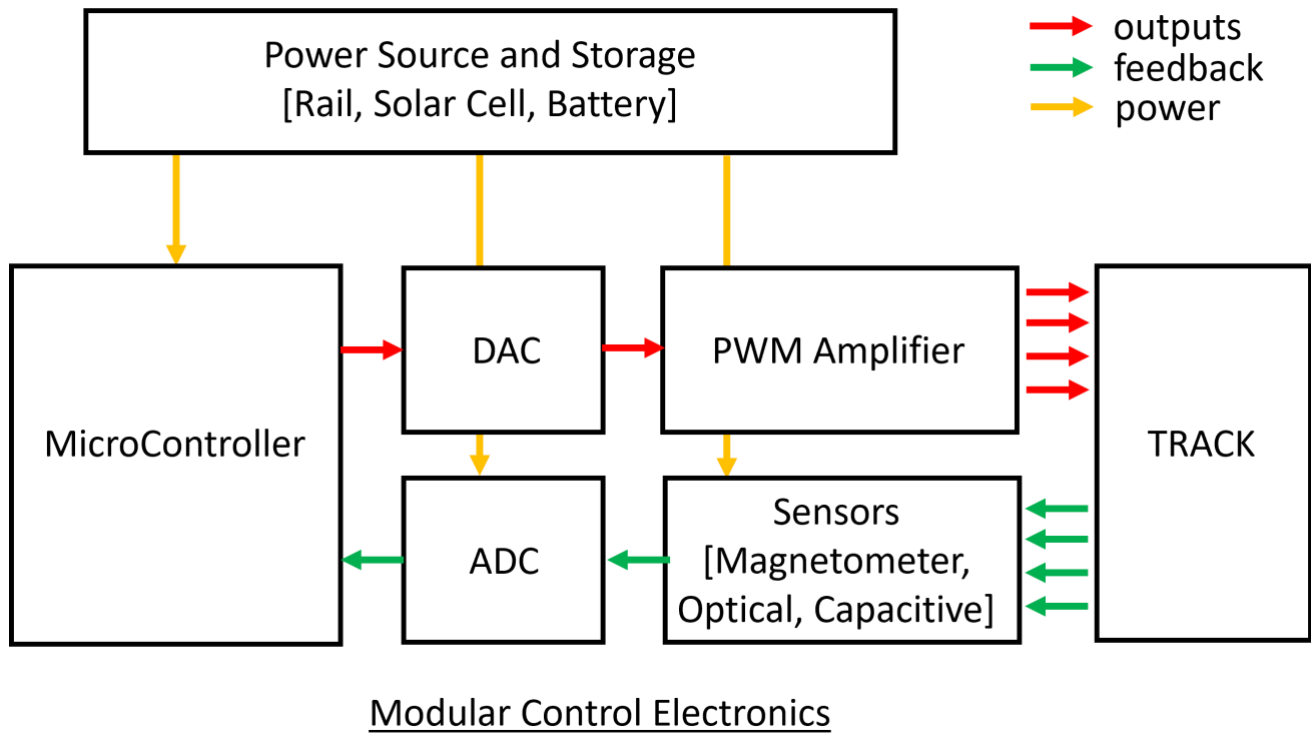 Power Source and Storage
[Rail, Solar Cell, Battery]
outputs
feedback
power
MicroController
DAC
PWM Amplifier
TRACK
ADC
Sensors
[Magnetometer,
Optical, Capacitive]
Modular Control Electronics